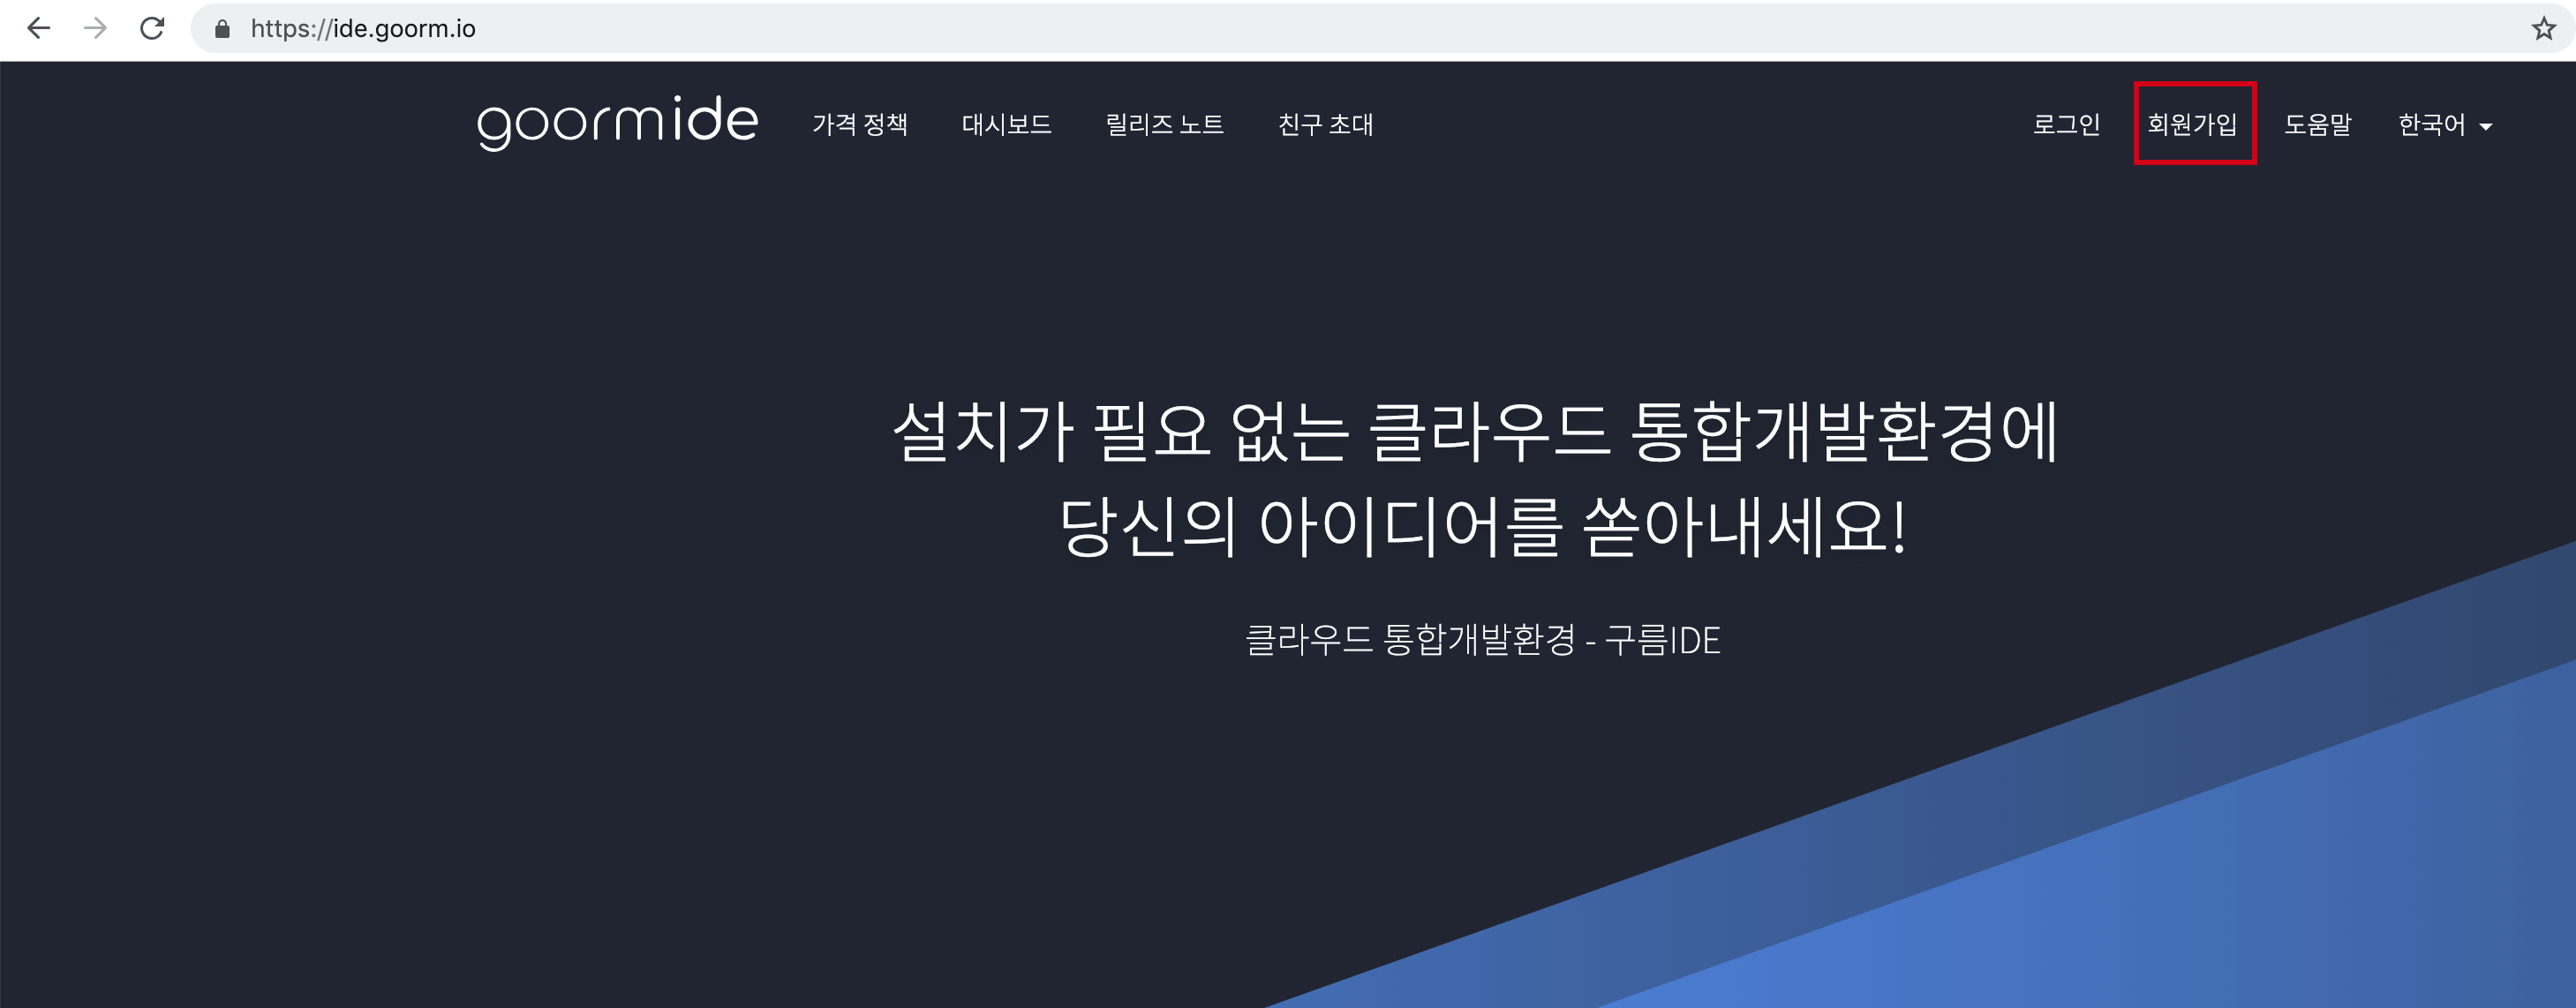 https://ide.goorm.io
goormide 가격 정책 대시보드 릴리즈 노트 친구 초대 로그인 회원가입 도움말 한국어
설치가 필요 없는 클라우드 통합개발환경에
당신의 아이디어를 쏟아내세요!
클라우드 통합개발환경 - 구름IDE